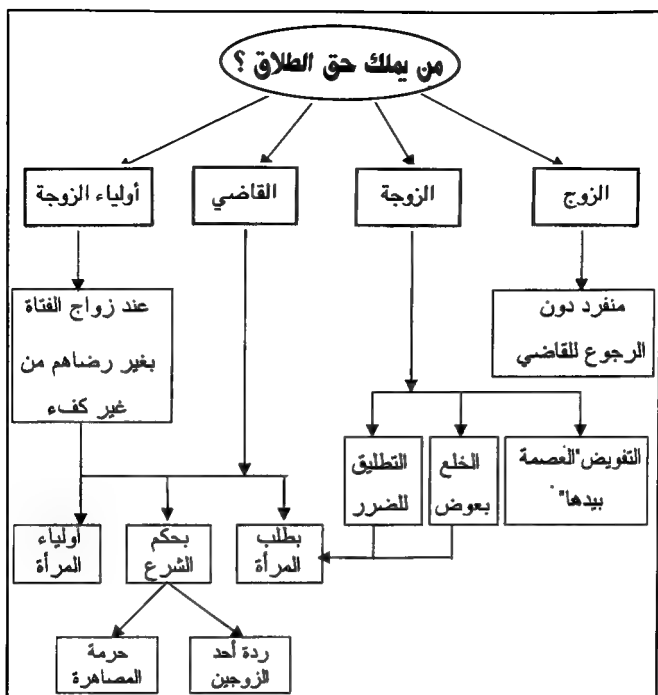 من يملك حق الطلاق ؟
الزوج
الزوجة
القاضي
أولياء الزوجة
منفرد دون
الرجوع للقاضي
عند زواج الفتاة
بغير رضاهم من
غير كفء
التفويض "العصمة
بيدها"
الخلع
بعوض
التطليق
للضرر
بطلب
المرأة
بحكم
الشرع
أولياء
المرأة
ردة أحد
الزوجين
حرمة
المصاهرة